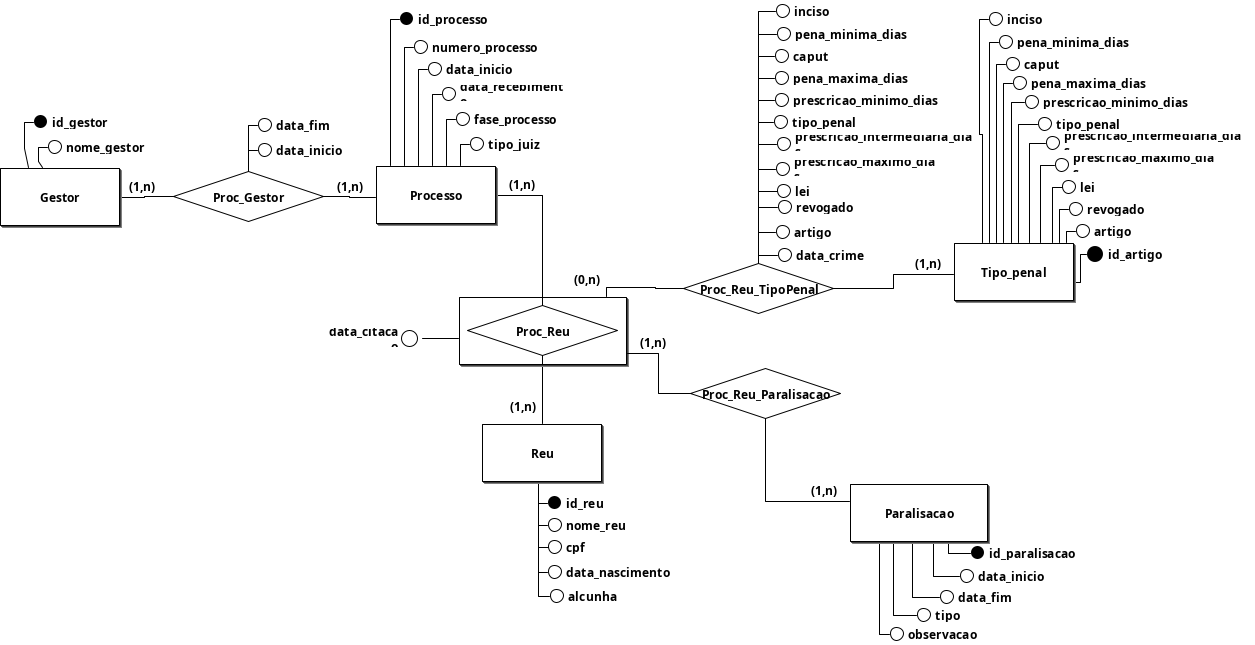 id_processo
numero_processo
data_inicio
data_recebiment
o
fase_processo
tipo_juiz
id_gestor
nome_gestor
Gestor
(1,n)
data_fim
data_inicio
Proc_Gestor
(1,n)
Processo
(1,n)
inciso
pena_minima_dias
caput
pena_maxima_dias
prescricao_minimo_dias
tipo_penal
prescricao_intermediaria_dia
s
prescricao_maximo_dia
s
lei
revogado
artigo
data_crime
Proc_Reu_TipoPenal
(0,n)
(1,n)
inciso
pena_minima_dias
caput
pena_maxima_dias
prescricao_minimo_dias
tipo_penal
prescricao_intermediaria_dia
s
prescricao_maximo_dia
s
lei
revogado
artigo
id_artigo
Tipo_penal
data_citaca
o
Proc_Reu
(1,n)
Proc_Reu_Paralisacao
(1,n)
Reu
id_reu
nome_reu
cpf
data_nascimento
alcunha
(1,n)
Paralisacao
id_paralisacao
data_inicio
data_fim
tipo
observacao